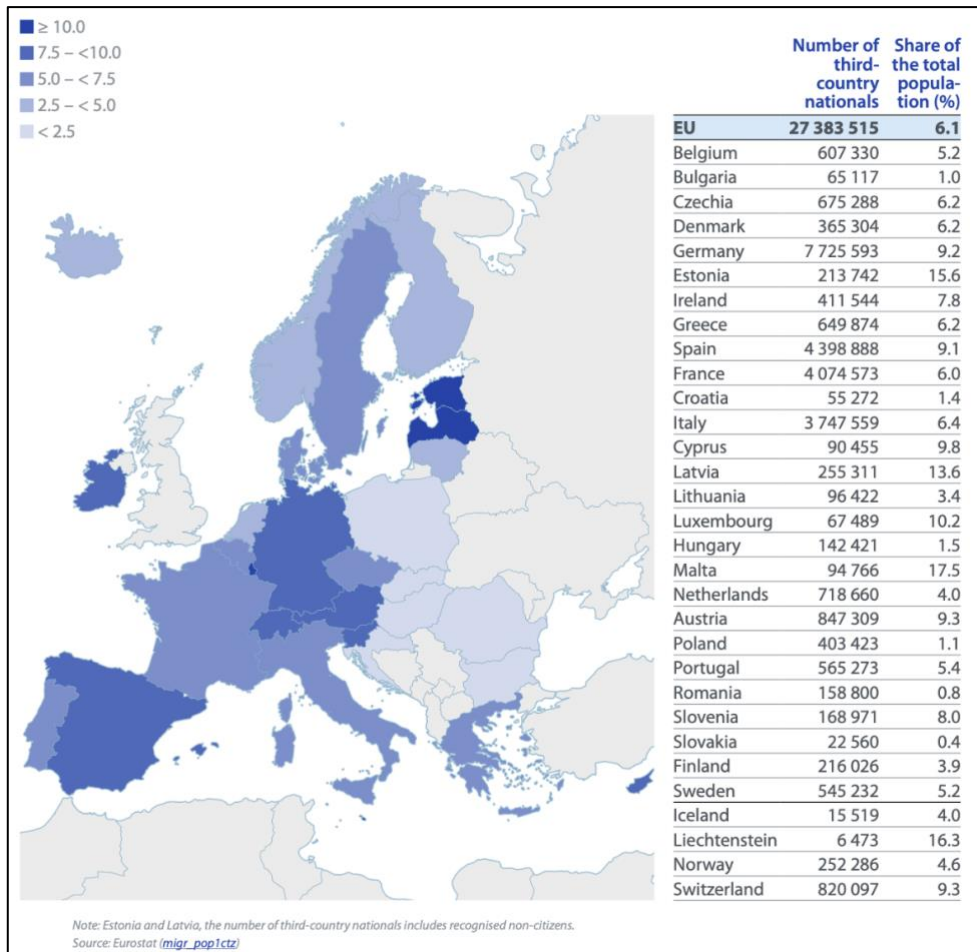 ≥ 10.0
7.5 – <10.0
5.0 – < 7.5
2.5 – < 5.0
< 2.5
Number of third-country nationals
Share of the total popula-tion (%)
EU 27 383 515 6.1
Belgium 607 330 5.2
Bulgaria 65 117 1.0
Czechia 675 288 6.2
Denmark 365 304 6.2
Germany 7 725 593 9.2
Estonia 213 742 15.6
Ireland 411 544 7.8
Greece 649 874 6.2
Spain 4 398 888 9.1
France 4 074 573 6.0
Croatia 55 272 1.4
Italy 3 747 559 6.4
Cyprus 90 455 9.8
Latvia 255 311 13.6
Lithuania 96 422 3.4
Luxembourg 67 489 10.2
Hungary 142 421 1.5
Malta 94 766 17.5
Netherlands 718 660 4.0
Austria 847 309 9.3
Poland 403 423 1.1
Portugal 565 273 5.4
Romania 158 800 0.8
Slovenia 168 971 8.0
Slovakia 22 560 0.4
Finland 216 026 3.9
Sweden 545 232 5.2
Iceland 15 519 4.0
Liechtenstein 6 473 16.3
Norway 252 286 4.6
Switzerland 820 097 9.3
Note: Estonia and Latvia, the number of third-country nationals includes recognised non-citizens.
Source: Eurostat (migr_pop1ctz)